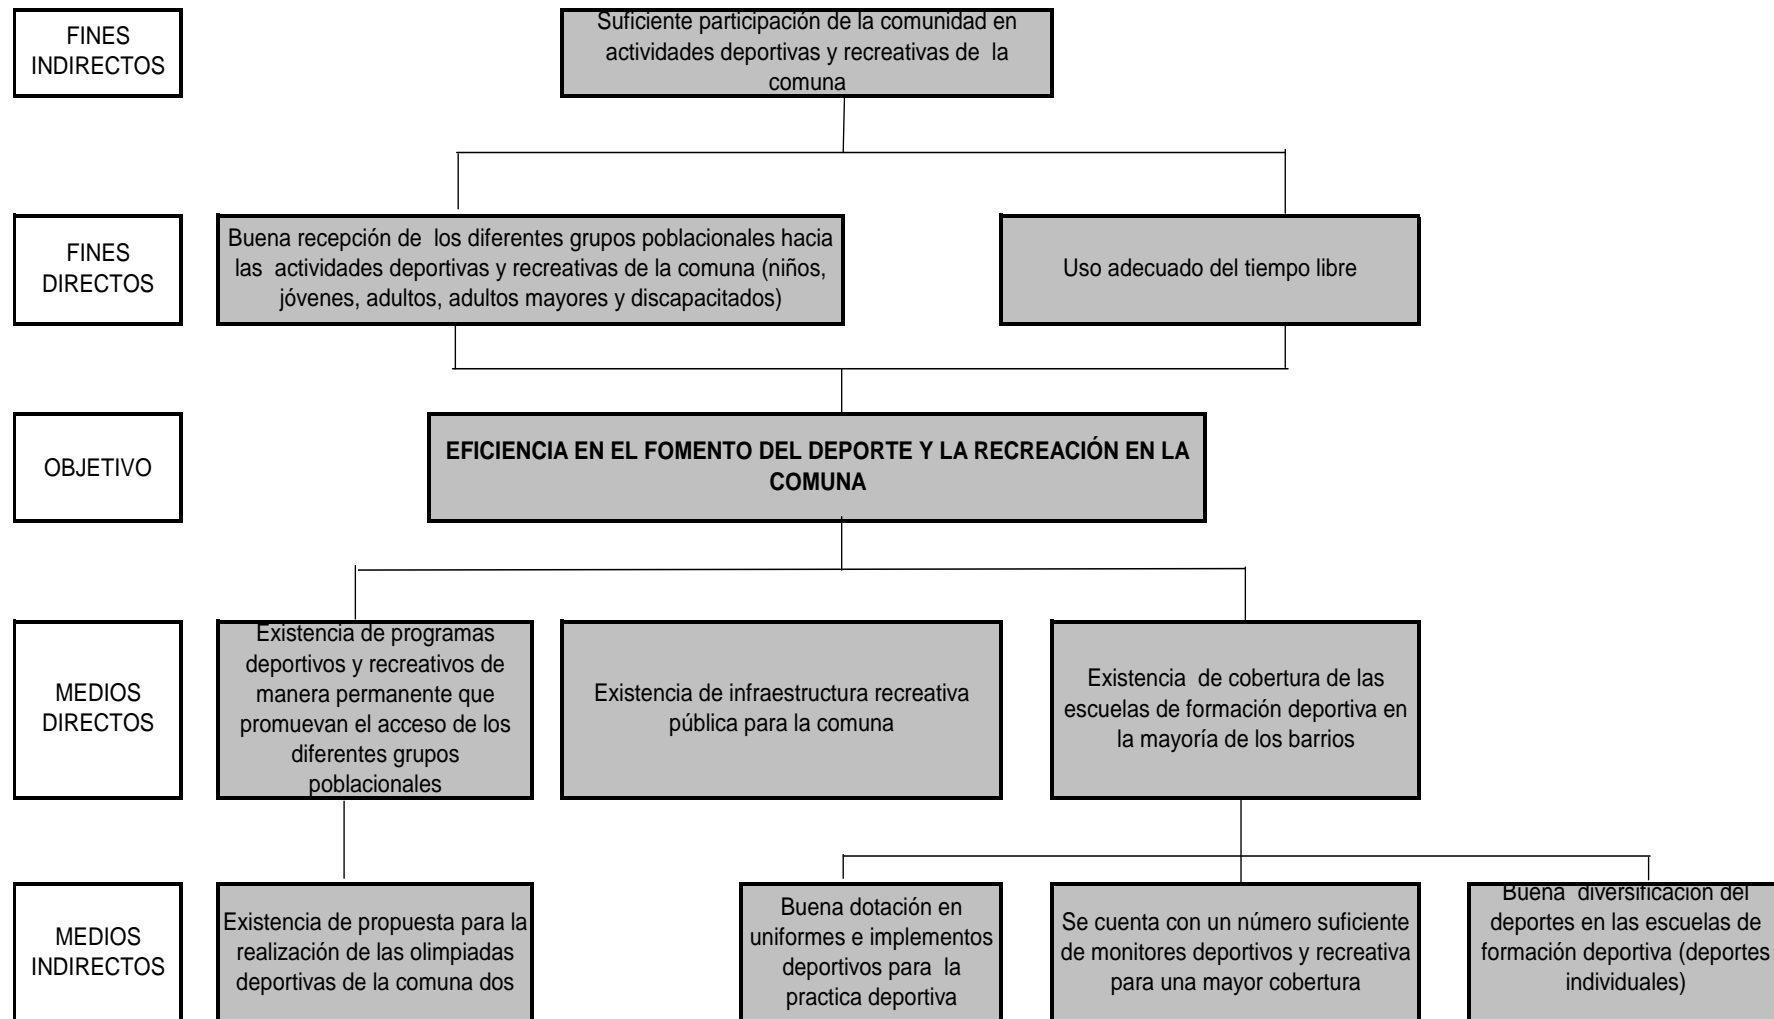 FINES
INDIRECTOS
Suficiente participación de la comunidad en
actividades deportivas y recreativas de  la
comuna
FINES
DIRECTOS
Buena recepción de  los diferentes grupos poblacionales hacia
las  actividades deportivas y recreativas de la comuna (niños,
jóvenes, adultos, adultos mayores y discapacitados)
Uso adecuado del tiempo libre
OBJETIVO
EFICIENCIA EN EL FOMENTO DEL DEPORTE Y LA RECREACIÓN EN LA
COMUNA
MEDIOS
DIRECTOS
Existencia de programas
deportivos y recreativos de
manera permanente que
promuevan el acceso de los
diferentes grupos
poblacionales
Existencia de infraestructura recreativa
pública para la comuna
Existencia  de cobertura de las
escuelas de formación deportiva en
la mayoría de los barrios
MEDIOS
INDIRECTOS
Existencia de propuesta para la
realización de las olimpiadas
deportivas de la comuna dos
Buena dotación en
uniformes e implementos
deportivos para  la
practica deportiva
Se cuenta con un número suficiente
de monitores deportivos y recreativa
para una mayor cobertura
Buena  diversificación del
deportes en las escuelas de
formación deportiva (deportes
individuales)